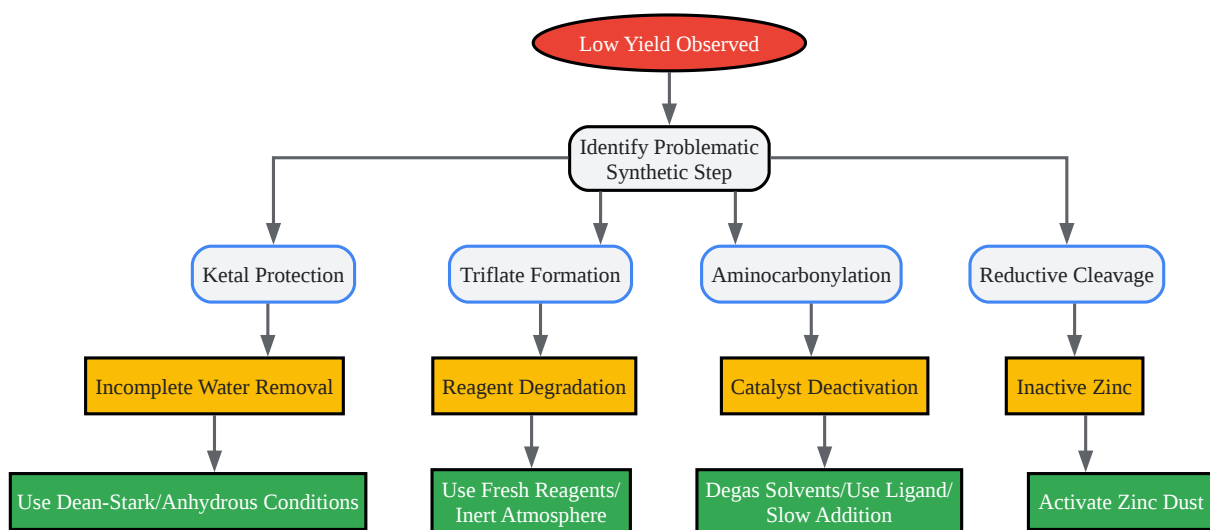 Low Yield Observed
Identify Problematic
Synthetic Step
Ketal Protection
Triflate Formation
Aminocarbonylation
Reductive Cleavage
Incomplete Water Removal
Reagent Degradation
Catalyst Deactivation
Inactive Zinc
Use Dean-Stark/Anhydrous Conditions
Use Fresh Reagents/
Inert Atmosphere
Degas Solvents/Use Ligand/
Slow Addition
Activate Zinc Dust